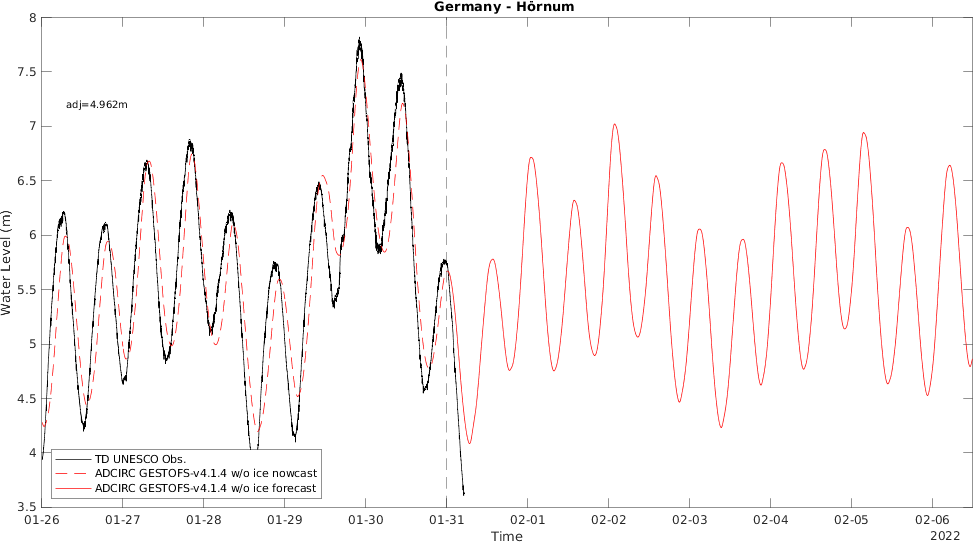 Germany - Hörnum
8
7.5
7
6.5
6
5.5
5
4.5
4
3.5
Water Level (m)
adj=4.962m
TD UNESCO Obs.
ADCIRC GESTOFS-v4.1.4 w/o ice nowcast
ADCIRC GESTOFS-v4.1.4 w/o ice forecast
01-26 01-27 01-28 01-29 01-30 01-31 02-01 02-02 02-03 02-04 02-05 02-06
2022
Time